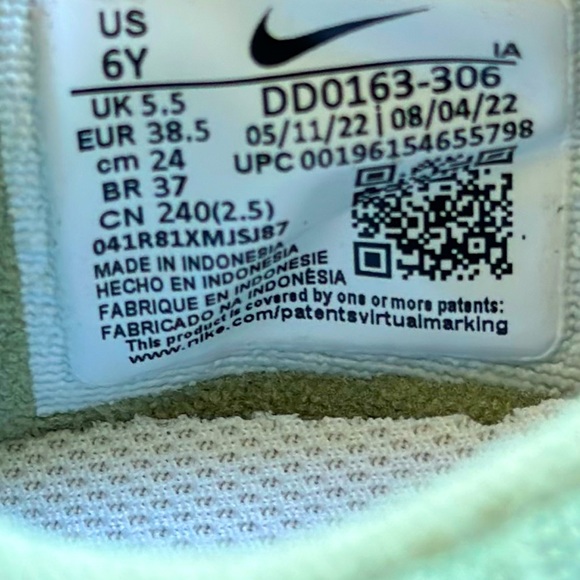 US
6Y
IA
UK 5.5
EUR 38.5
cm 24
BR 37
CN 240(2.5)
DD0163-306
05/11/22 | 08/04/22
UPC 00196154655798
041R81XMJSJ87
MADE IN INDONESIA
HECHO EN INDONESIA
FABRIQUE EN INDONESIE
FABRICADO NA INDONÉSIA
This product is covered by one or more patents:
www.nike.com/patentsvirtualmarking